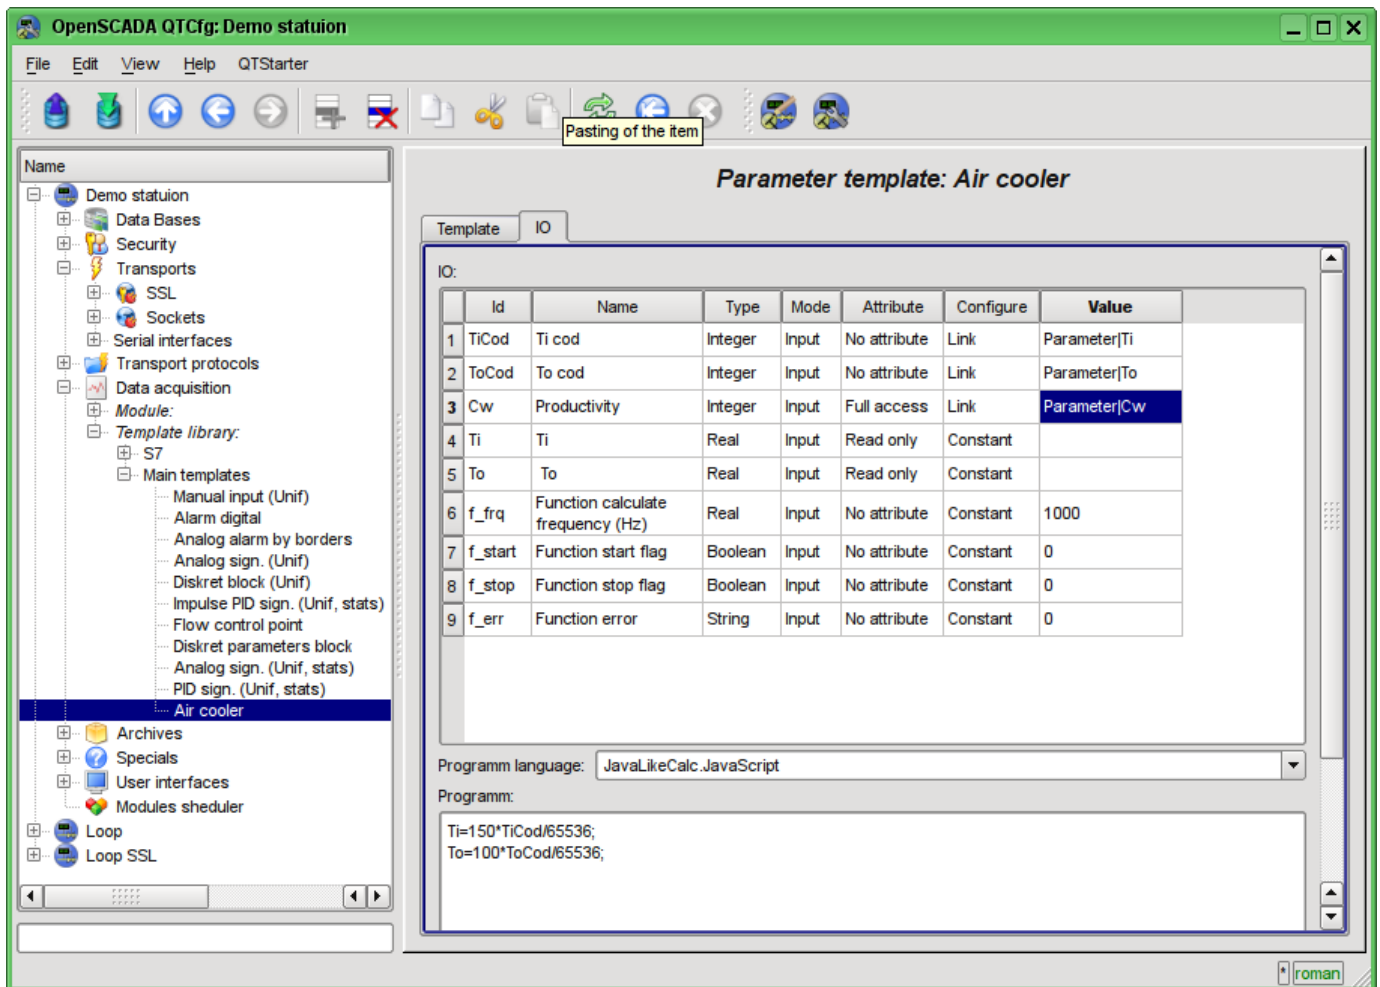 OpenSCADA QTCfg: Demo statuion
File Edit View Help QTStarter
Pasting of the item
Name
Demo statuion
Data Bases
Security
Transports
SSL
Sockets
Serial interfaces
Transport protocols
Data acquisition
Module:
Template library:
S7
Main templates
Manual input (Unif)
Alarm digital
Analog alarm by borders
Analog sign. (Unif)
Diskret block (Unif)
Impulse PID sign. (Unif, stats)
Flow control point
Diskret parameters block
Analog sign. (Unif, stats)
PID sign. (Unif, stats)
Air cooler
Archives
Specials
User interfaces
Modules sheduler
Loop
Loop SSL
Parameter template: Air cooler
Template IO
IO:
Id Name Type Mode Attribute Configure Value
1 TiCod Ti cod Integer Input No attribute Link Parameter|Ti
2 ToCod To cod Integer Input No attribute Link Parameter|To
3 Cw Productivity Integer Input Full access Link Parameter|Cw
4 Ti Ti Real Input Read only Constant
5 To To Real Input Read only Constant
6 f_frq Function calculate frequency (Hz) Real Input No attribute Constant 1000
7 f_start Function start flag Boolean Input No attribute Constant 0
8 f_stop Function stop flag Boolean Input No attribute Constant 0
9 f_err Function error String Input No attribute Constant 0
Programm language: JavaLikeCalc.JavaScript
Programm:
Ti=150*TiCod/65536;
To=100*ToCod/65536;
* roman